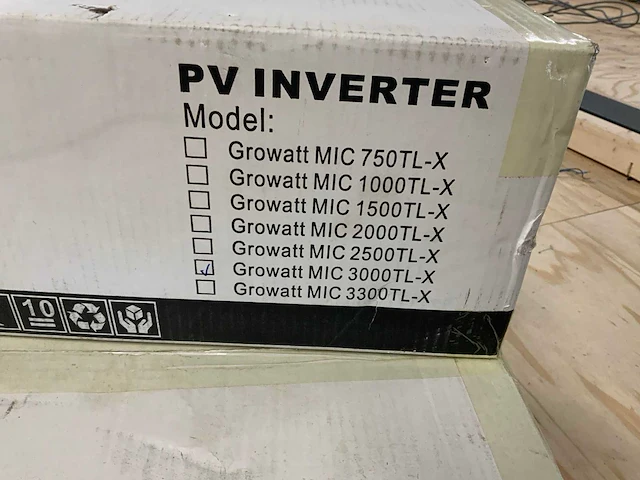 PV INVERTER
Model:
Growatt MIC 750TL-X
Growatt MIC 1000TL-X
Growatt MIC 1500TL-X
Growatt MIC 2000TL-X
Growatt MIC 2500TL-X
Growatt MIC 3000TL-X
Growatt MIC 3300TL-X
10